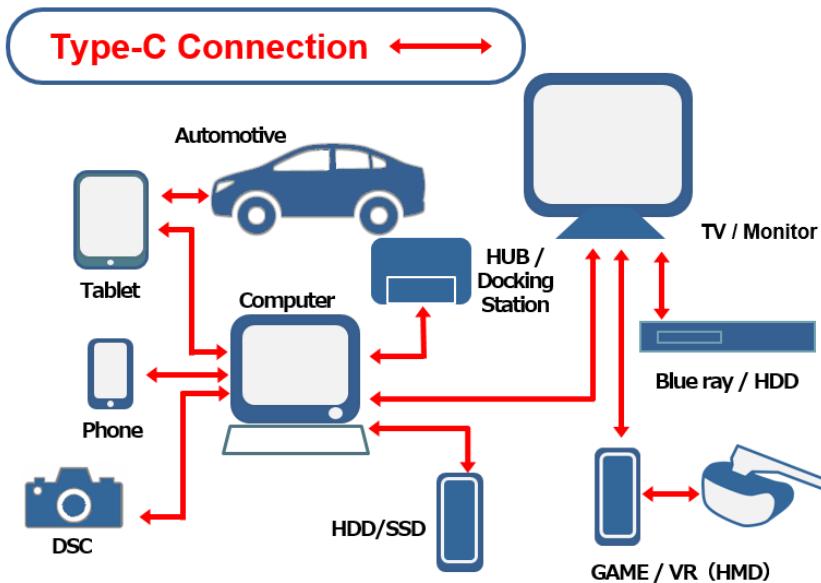 Type-C Connection
Automotive
TV / Monitor
HUB /
Docking
Station
Tablet
Computer
Blue ray / HDD
Phone
HDD/SSD
DSC
GAME / VR（HMD）